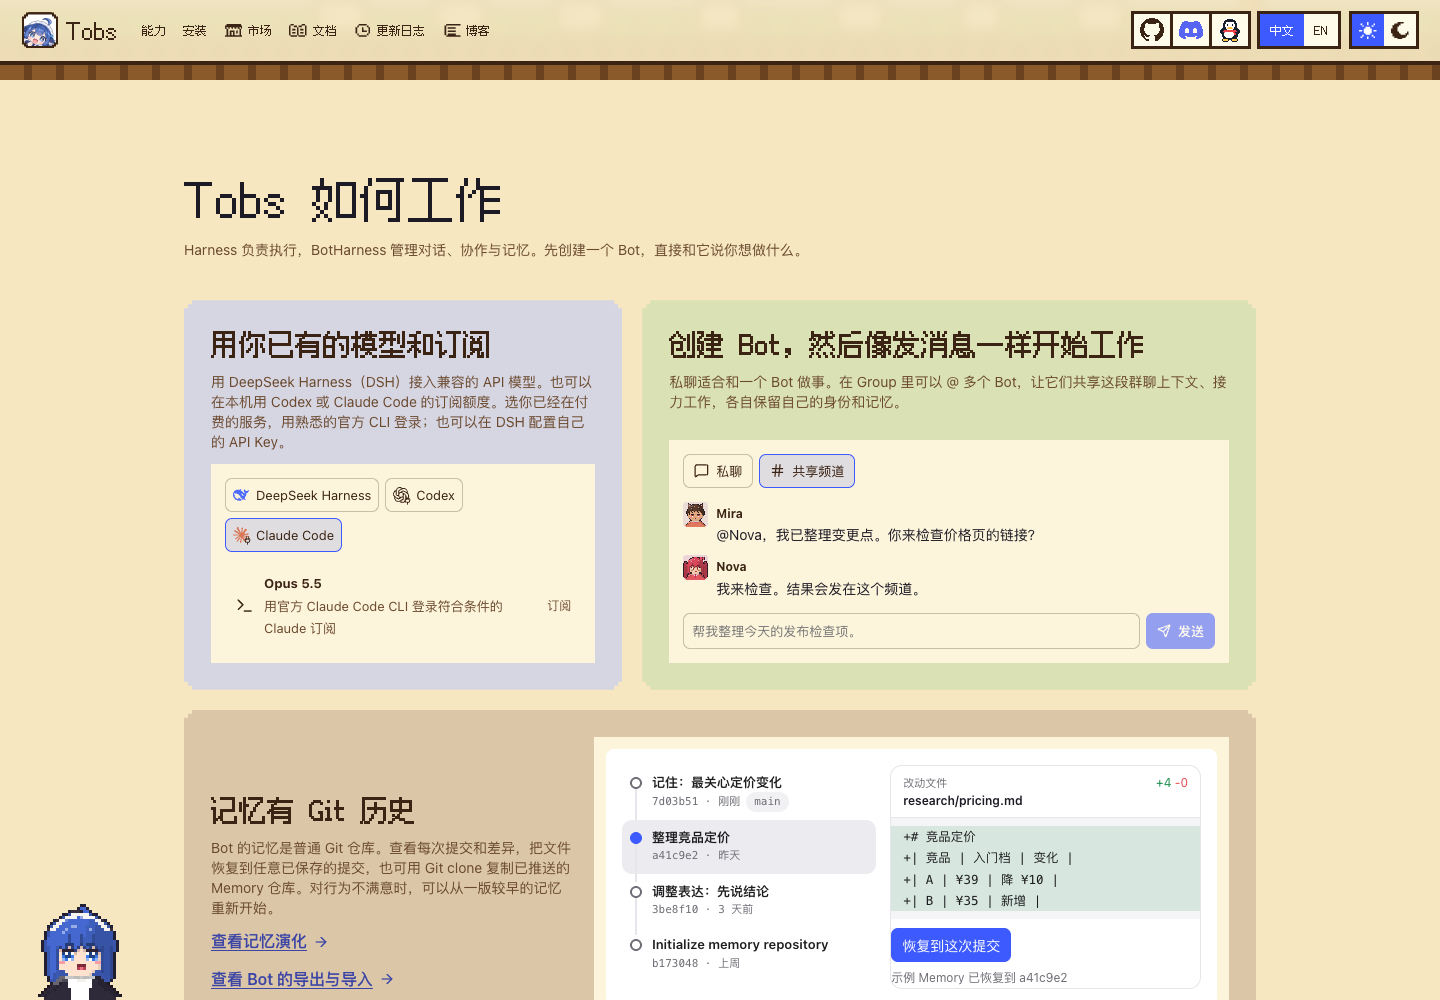 Tobs 能力 安装 市场 文档 更新日志 博客 中文 EN
Tobs 如何工作
Harness 负责执行，BotHarness 管理对话、协作与记忆。先创建一个 Bot，直接和它说你想做什么。
用你已有的模型和订阅
用 DeepSeek Harness（DSH）接入兼容的 API 模型。也可以
在本机用 Codex 或 Claude Code 的订阅额度。选你已经在付
费的服务，用熟悉的官方 CLI 登录；也可以在 DSH 配置自己
的 API Key。
DeepSeek Harness Codex
Claude Code
Opus 5.5
用官方 Claude Code CLI 登录符合条件的
Claude 订阅
订阅
创建 Bot，然后像发消息一样开始工作
私聊适合和一个 Bot 做事。在 Group 里可以 @ 多个 Bot，让它们共享这段群聊上下文、接
力工作，各自保留自己的身份和记忆。
私聊 # 共享频道
Mira
@Nova，我已整理变更点。你来检查价格页的链接？
Nova
我来检查。结果会发在这个频道。
帮我整理今天的发布检查项。 发送
记忆有 Git 历史
Bot 的记忆是普通 Git 仓库。查看每次提交和差异，把文件
恢复到任意已保存的提交，也可用 Git clone 复制已推送的
Memory 仓库。对行为不满意时，可以从一版较早的记忆
重新开始。
查看记忆演化 →
查看 Bot 的导出与导入 →
记住：最关心定价变化
7d03b51 · 刚刚 main
整理竞品定价
a41c9e2 · 昨天
调整表达：先说结论
3be8f10 · 3 天前
Initialize memory repository
b173048 · 上周
改动文件 +4 -0
research/pricing.md
+# 竞品定价
+| 竞品 | 入门档 | 变化 |
+| A | ¥39 | 降 ¥10 |
+| B | ¥35 | 新增 |
恢复到这次提交
示例 Memory 已恢复到 a41c9e2